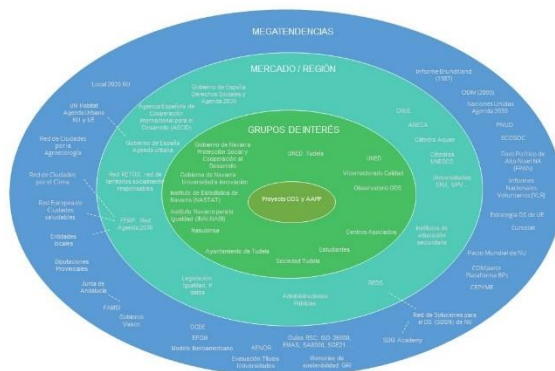 MEGATENDENCIAS
MERCADO / REGIÓN
GRUPOS DE INTERÉS
Proyecto ODS y AAPP
Local 2030 NU
UN Habitat
Agenda Urbana
NU y UE
Red de Ciudades
por la
Agroecología
Red de Ciudades
por el Clima
Red Europea de
Ciudades
saludables
Entidades
locales
Diputaciones
Provinciales
Junta de
Andalucía
FAMSI
Gobierno
Vasco
OCDE
EFQM
Modelo Iberoamericano
AENOR
Evaluación Títulos
Universidades
Guías RSC: ISO 26000,
EMAS, SA8000, SGE21
Memorias de
sostenibilidad GRI
SDG Academy
Red de Soluciones para
el DS (SDSN) de NU
CEPYME
COMparte
Plataforma BPs
Pacto Mundial de NU
Eurostat
Estrategia DS de UE
Informes
Nacionales
Voluntarios (VLR)
Foro Político de
Alto Nivel NA
(FPAN)
ECOSOC
PNUD
Naciones Unidas
Agenda 2030
ODM (2000)
Informe Brundtland
(1987)
Gobierno de España
Derechos Sociales y
Agenda 2030
Agencia Española de
Cooperación
Internacional para el
Desarrollo (AECID)
Gobierno de España
Agenda urbana
Red RETOS, red de
territorios socialmente
responsables
FEMP, Red
Agenda 2030
Legislación
Igualdad, P.
datos
Administraciones
Públicas
REDS
Institutos de
educación
secundaria
Universidades
Cátedras
UNESCO
Cátedra Aquae
ANECA
CRUE
Gobierno de Navarra
Protección Social y
Cooperación al
Desarrollo
Gobierno de Navarra
Universidad e Innovación
Instituto de Estadística de
Navarra (NASTAT)
Instituto Navarro para la
Igualdad (INAI/NABI)
Nasuvinsa
Ayuntamiento de Tudela
Sociedad Tudela
Estudiantes
Centros Asociados
Observatorio ODS
Vicerrectorado Calidad
UNED
UNED Tudela